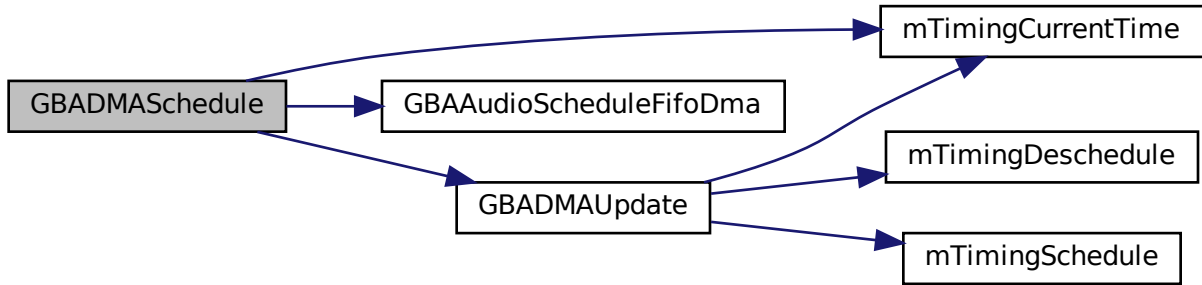 mTimingCurrentTime
GBADMASchedule
GBAAudioScheduleFifoDma
mTimingDeschedule
GBADMAUpdate
mTimingSchedule